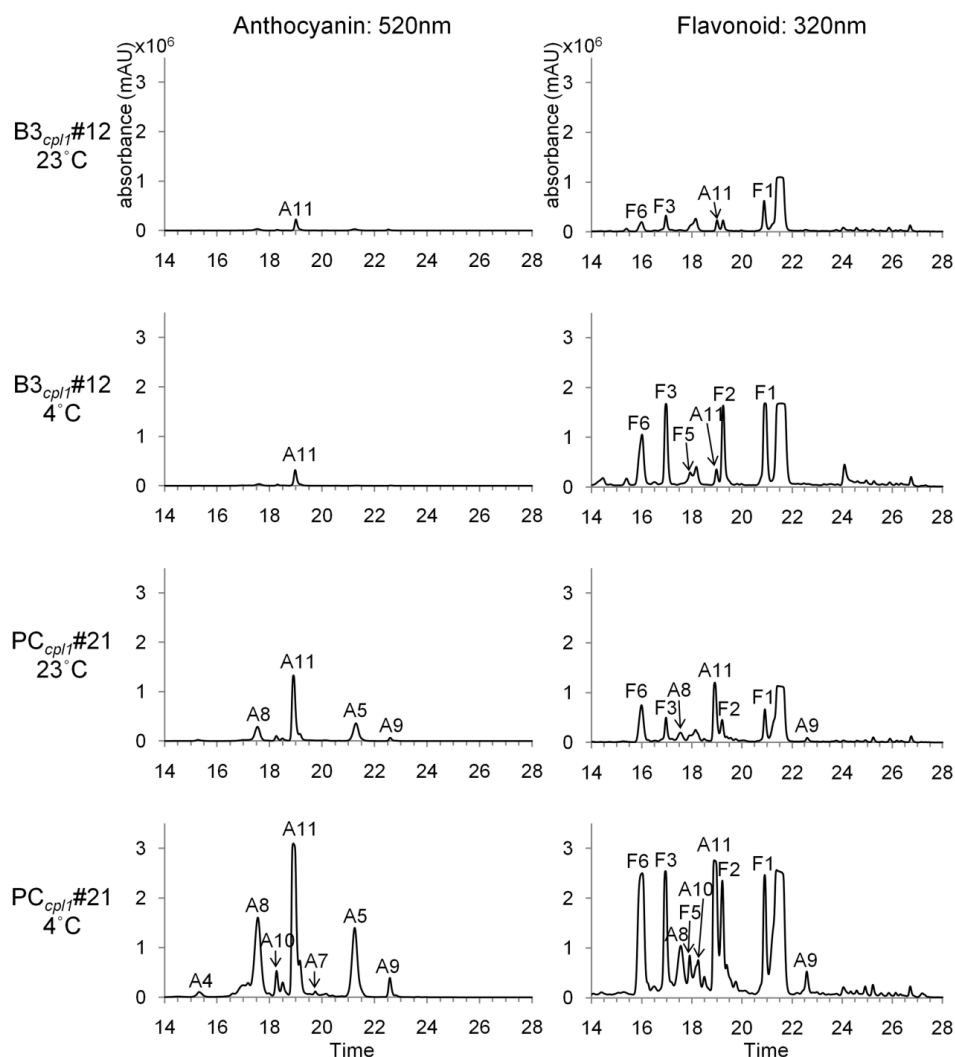 Anthocyanin: 520nm
Flavonoid: 320nm
absorbance (mAU)
x10⁶
absorbance (mAU)
x10⁶
B3cpl1#12
23˚C
3
2
1
0
A11
14 16 18 20 22 24 26 28
3
2
1
0
F6 F3 A11 F1
14 16 18 20 22 24 26 28
B3cpl1#12
4˚C
3
2
1
0
A11
14 16 18 20 22 24 26 28
3
2
1
0
F6 F3 F5 A11 F2 F1
14 16 18 20 22 24 26 28
PCcpl1#21
23˚C
3
2
1
0
A8 A11 A5 A9
14 16 18 20 22 24 26 28
3
2
1
0
F6 F3 A8 A11 F2 F1 A9
14 16 18 20 22 24 26 28
PCcpl1#21
4˚C
3
2
1
0
A4 A8 A10 A11 A7 A5 A9
14 16 18 20 22 24 26 28
Time
3
2
1
0
F6 F3 A8 F5 A10 A11 F2 F1 A9
14 16 18 20 22 24 26 28
Time